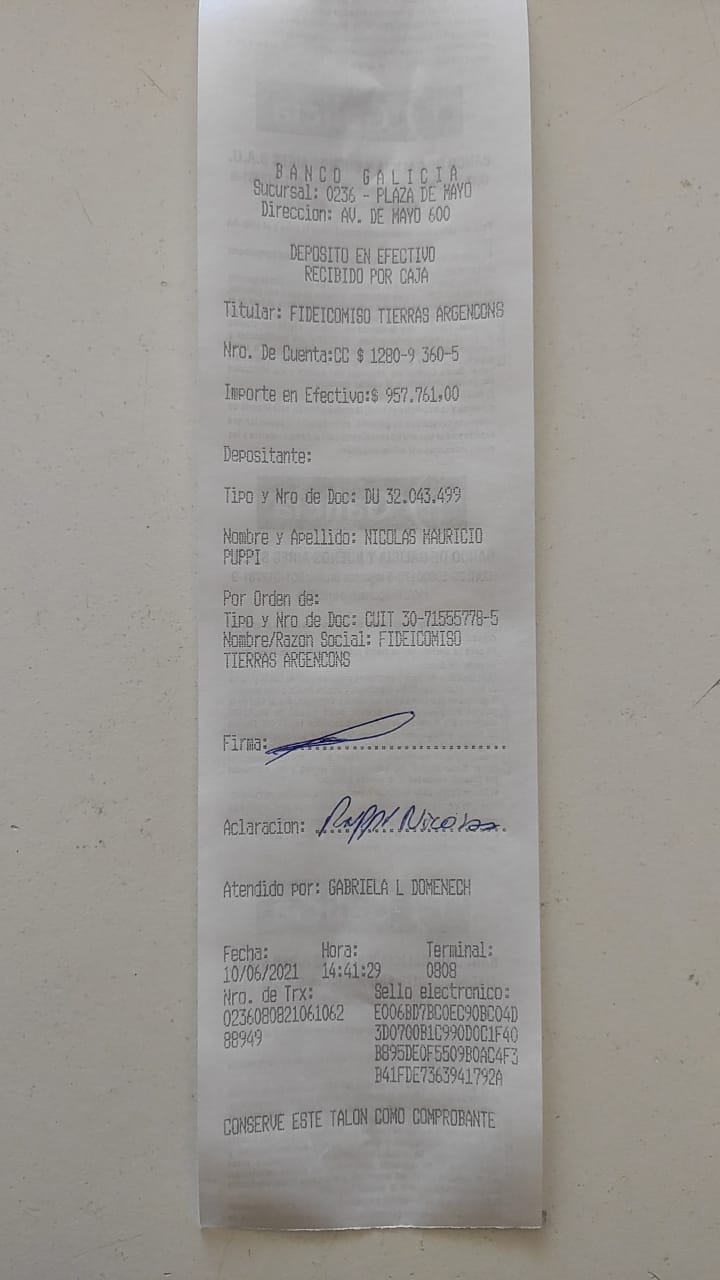 BANCO GALICIA
Sucursal: 0236 - PLAZA DE MAYO
Direccion: AV. DE MAYO 600
DEPOSITO EN EFECTIVO
RECIBIDO POR CAJA
Titular: FIDEICOMISO TIERRAS ARGENCONS
Nro. De Cuenta:CC $ 1280-9 360-5
Importe en Efectivo:$ 957.761,00
Depositante:
Tipo y Nro de Doc: DU 32.043.499
Nombre y Apellido: NICOLAS MAURICIO
PUPPI
Por Orden de:
Tipo y Nro de Doc: CUIT 30-71555778-5
Nombre/Razon Social: FIDEICOMISO
TIERRAS ARGENCONS
Firma:
Aclaracion: Puppi Nicolas
Atendido por: GABRIELA L DOMENECH
Fecha: Hora: Terminal:
10/06/2021 14:41:29 0808
Nro. de Trx: Sello electronico:
0236080821061062 E006BD7BC0EC90BC04D
88949 3D0700B1C990D0C1F40
B895DE0F5509B0AC4F3
B41FDE7363941792A
CONSERVE ESTE TALON COMO COMPROBANTE